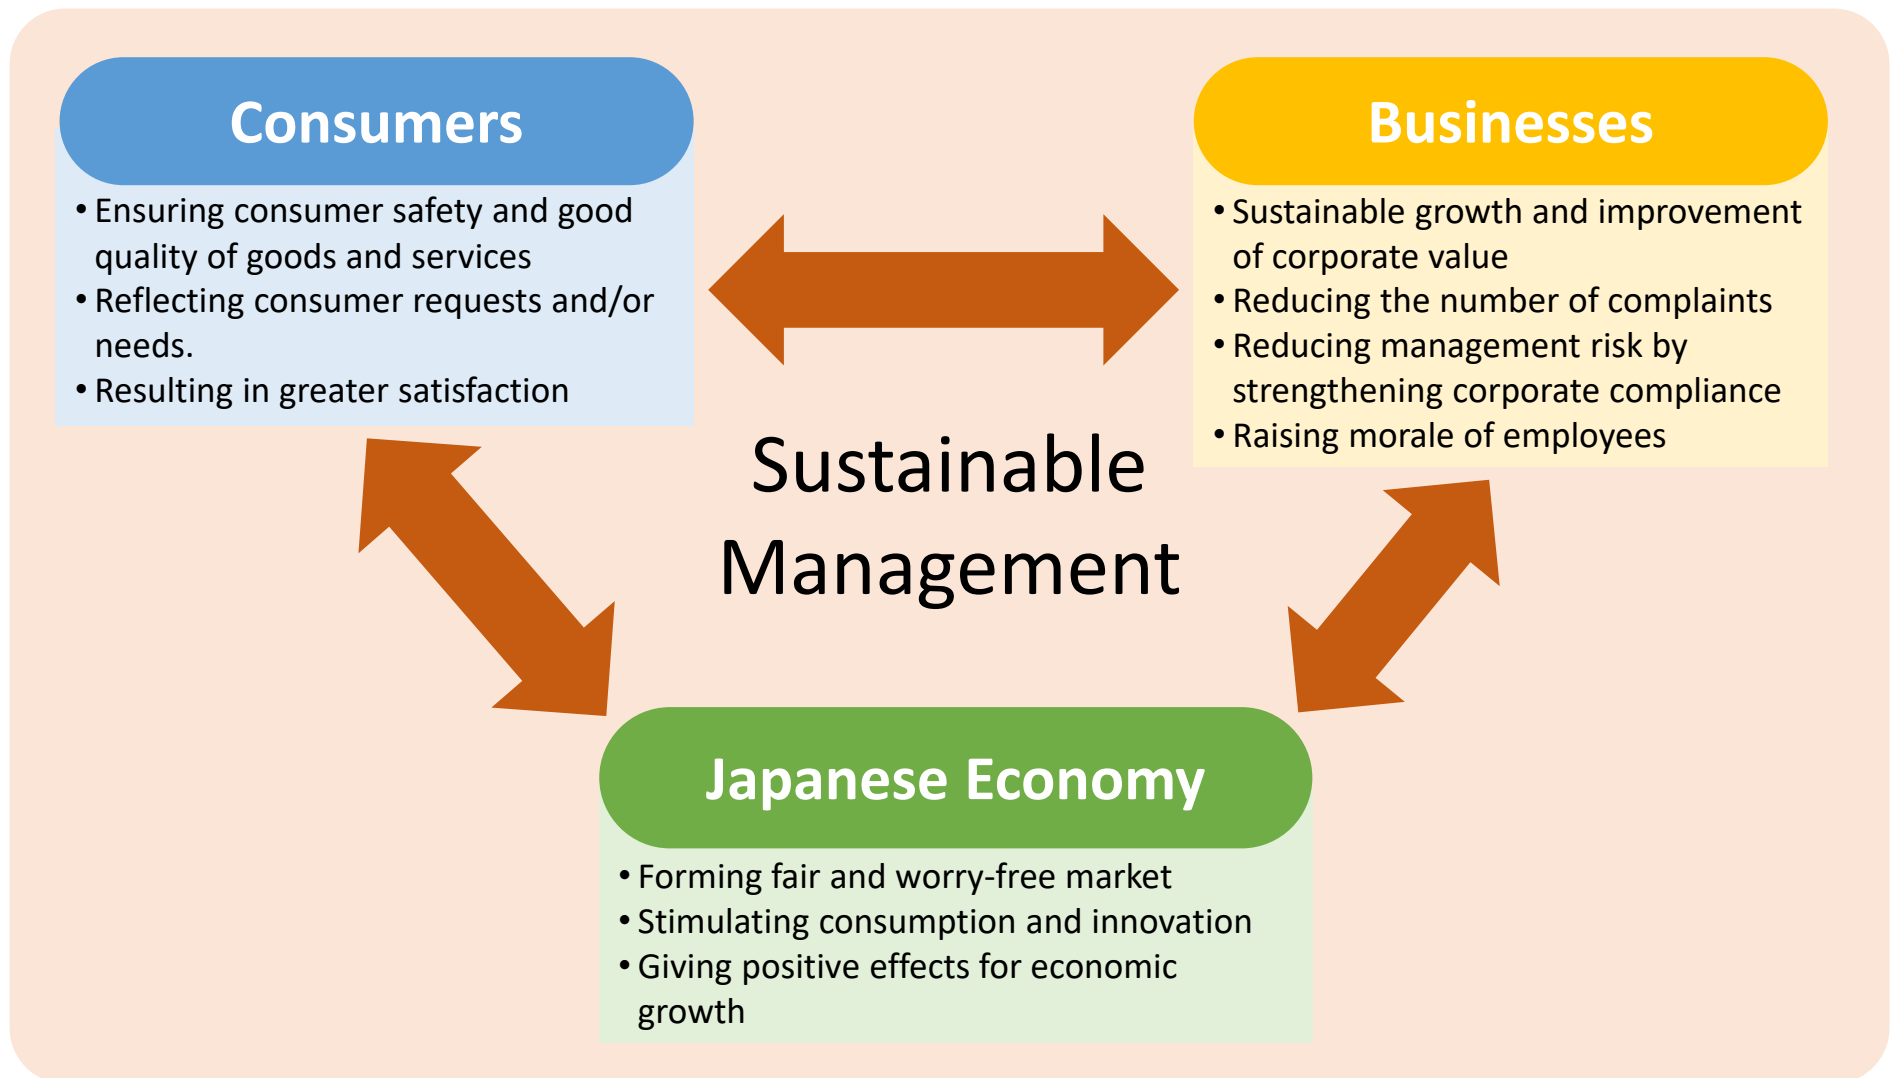 Consumers
• Ensuring consumer safety and good
quality of goods and services
• Reflecting consumer requests and/or
needs.
• Resulting in greater satisfaction
Businesses
• Sustainable growth and improvement
of corporate value
• Reducing the number of complaints
• Reducing management risk by
strengthening corporate compliance
• Raising morale of employees
Sustainable
Management
Japanese Economy
• Forming fair and worry-free market
• Stimulating consumption and innovation
• Giving positive effects for economic
growth